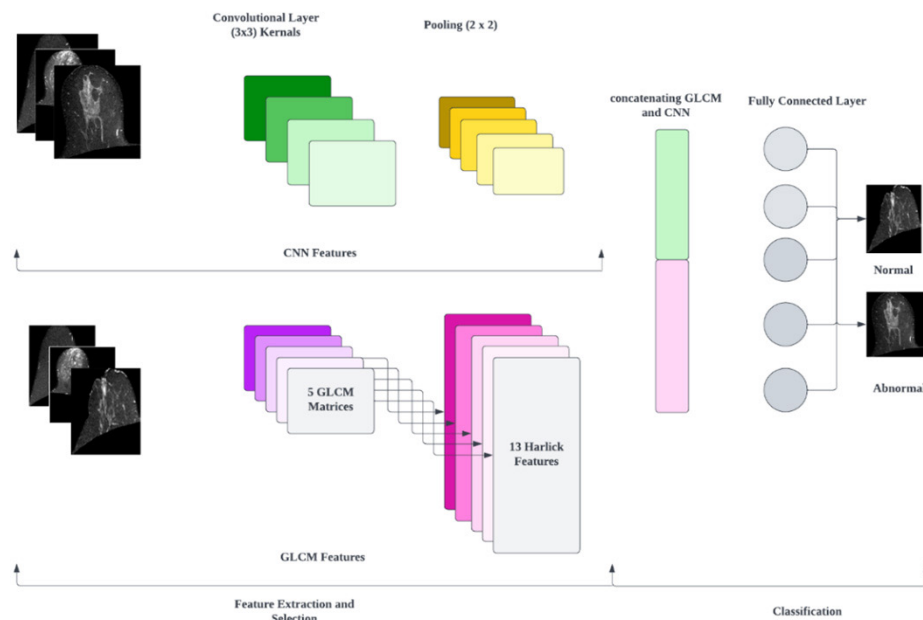 Convolutional Layer
(3x3) Kernals
Pooling (2 x 2)
concatenating GLCM
and CNN
Fully Connected Layer
CNN Features
Normal
5 GLCM
Matrices
13 Harlick
Features
Abnormal
GLCM Features
Feature Extraction and
Selection
Classification